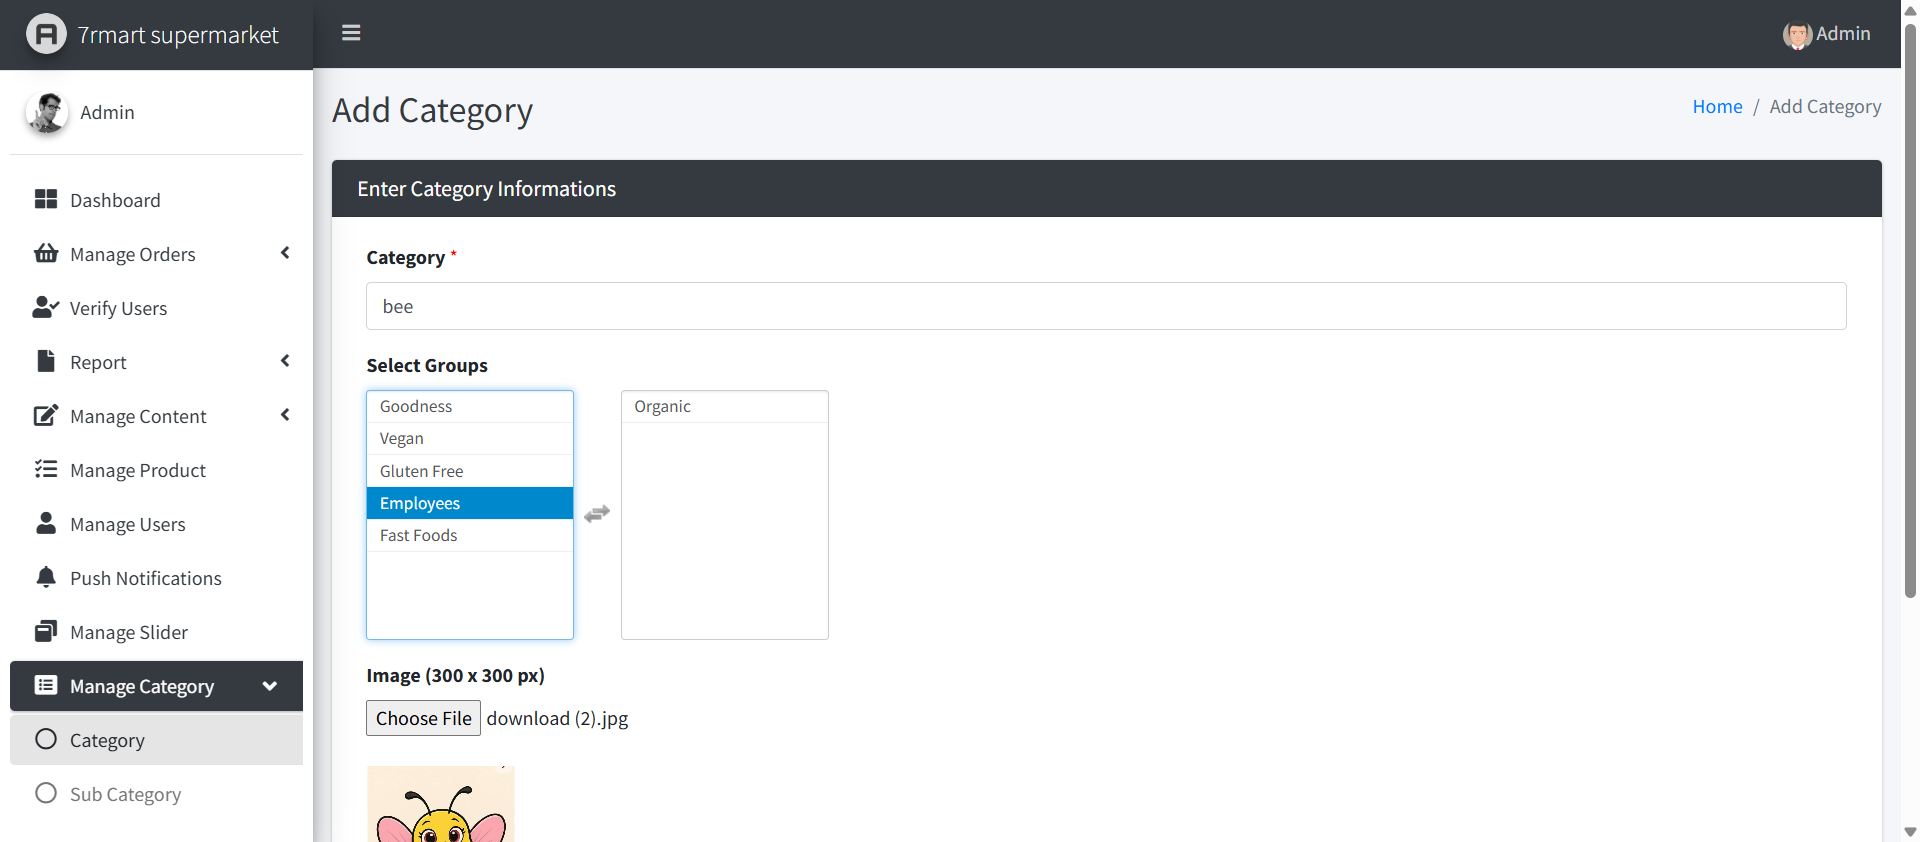 7rmart supermarket
Admin
Admin
Dashboard
Manage Orders
Verify Users
Report
Manage Content
Manage Product
Manage Users
Push Notifications
Manage Slider
Manage Category
Category
Sub Category
Add Category
Home / Add Category
Enter Category Informations
Category *
bee
Select Groups
Goodness
Vegan
Gluten Free
Employees
Fast Foods
Organic
Image (300 x 300 px)
Choose File download (2).jpg